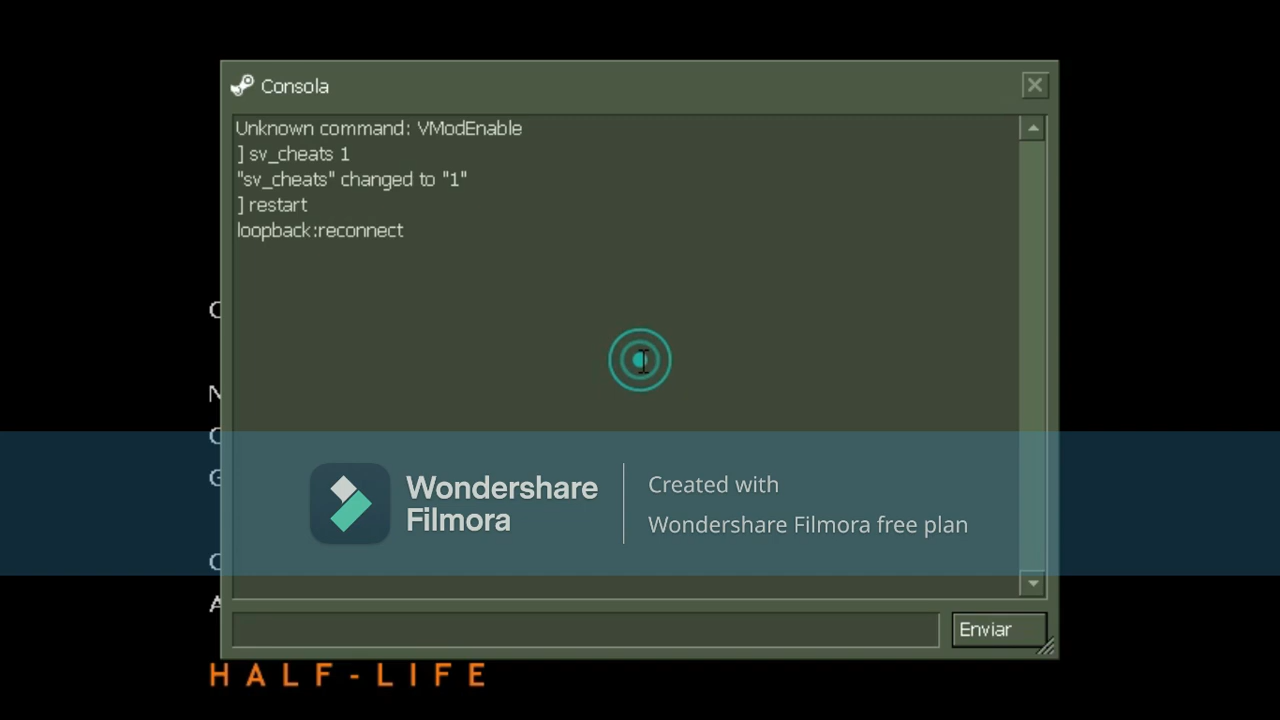 Consola
Unknown command: VModEnable
] sv_cheats 1
"sv_cheats" changed to "1"
] restart
loopback:reconnect
C
N
C
G
C
A
Wondershare
Filmora
Created with
Wondershare Filmora free plan
Enviar
HALF-LIFE